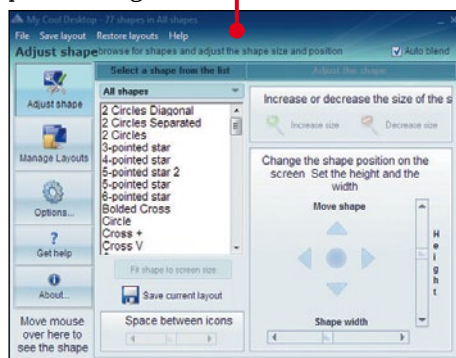 My Cool Desktop - 77 shapes in All shapes
File Save layout Restore layouts Help
Adjust shape browse for shapes and adjust the shape size and position Auto blend
Select a shape from the list
Adjust the shape
Adjust shape
Manage Layouts
Options...
Get help
About...
Move mouse
over here to
see the shape
All shapes
2 Circles Diagonal
2 Circles Separated
2 Circles
3-pointed star
4-pointed star
5-pointed star 2
5-pointed star
6-pointed star
Bolded Cross
Circle
Cross +
Cross V
Fit shape to screen size
Save current layout
Space between icons
Increase or decrease the size of the s
Increase size Decrease size
Change the shape position on the
screen Set the height and the
width
Move shape
Height
Shape width